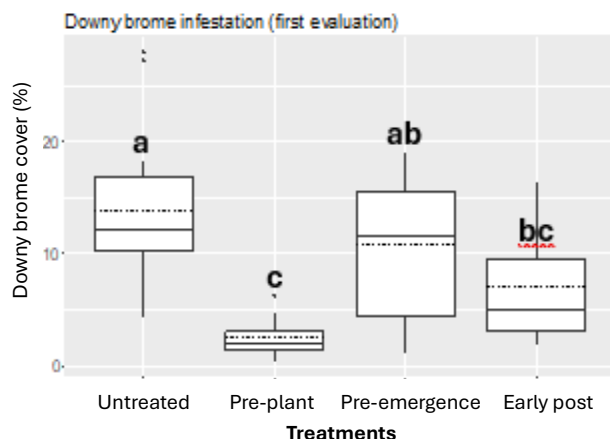 Downy brome infestation (first evaluation)
Downy brome cover (%)
20
10
0
a
c
ab
bc
Untreated
Pre-plant
Pre-emergence
Early post
Treatments